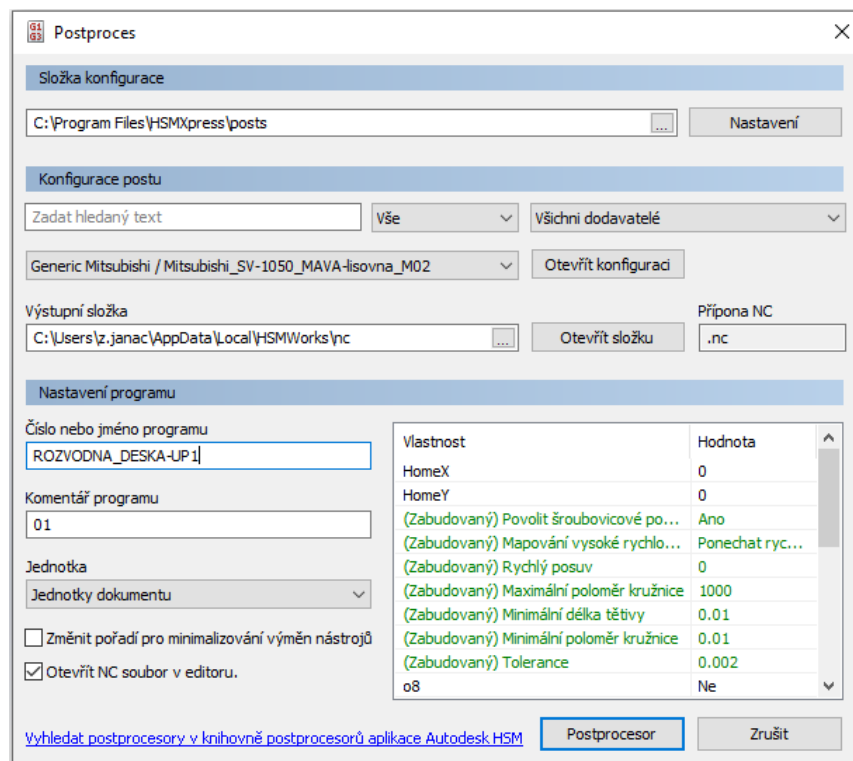 G1
G3
Postproces
Složka konfigurace
C:\Program Files\HSMXpress\posts
...
Nastavení
Konfigurace postu
Zadat hledaný text
Vše
Všichni dodavatelé
Generic Mitsubishi / Mitsubishi_SV-1050_MAVA-lisovna_M02
Otevřít konfiguraci
Výstupní složka
Přípona NC
C:\Users\z.janac\AppData\Local\HSMWorks\nc
...
Otevřít složku
.nc
Nastavení programu
Číslo nebo jméno programu
ROZVODNA_DESKA-UP1
Komentář programu
01
Jednotka
Jednotky dokumentu
Změnit pořadí pro minimalizování výměn nástrojů
Otevřít NC soubor v editoru.
Vlastnost Hodnota
HomeX 0
HomeY 0
(Zabudovaný) Povolit šroubovicové po... Ano
(Zabudovaný) Mapování vysoké rychlo... Ponechat ryc...
(Zabudovaný) Rychlý posuv 0
(Zabudovaný) Maximální poloměr kružnice 1000
(Zabudovaný) Minimální délka tětivy 0.01
(Zabudovaný) Minimální poloměr kružnice 0.01
(Zabudovaný) Tolerance 0.002
o8 Ne
Vyhledat postprocesory v knihovně postprocesorů aplikace Autodesk HSM
Postprocesor
Zrušit